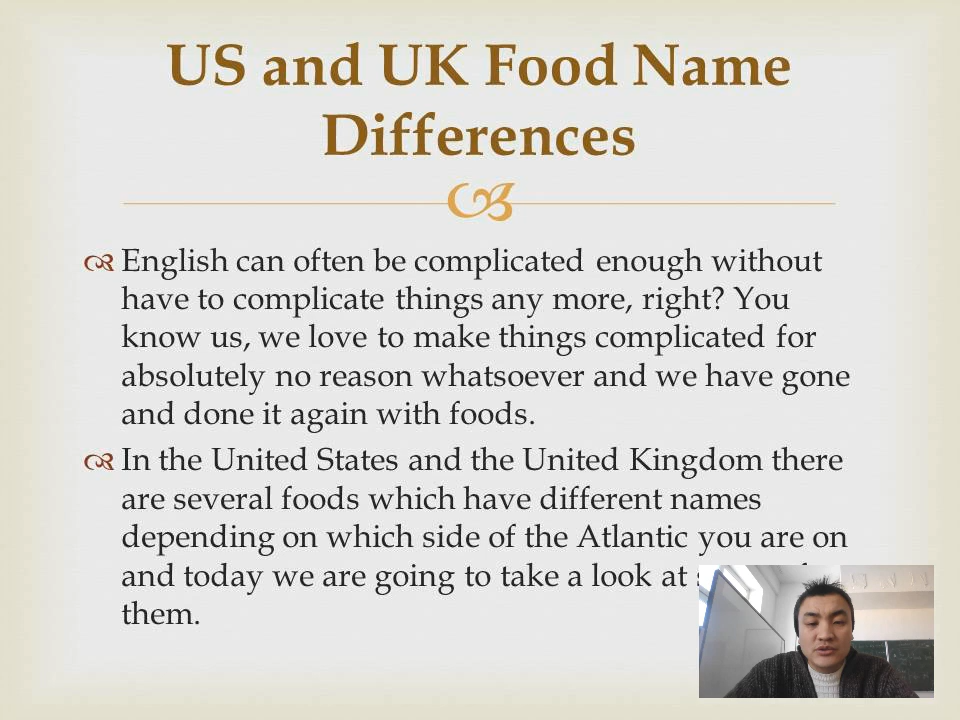 US and UK Food Name
Differences
English can often be complicated enough without
have to complicate things any more, right? You
know us, we love to make things complicated for
absolutely no reason whatsoever and we have gone
and done it again with foods.
In the United States and the United Kingdom there
are several foods which have different names
depending on which side of the Atlantic you are on
and today we are going to take a look at
them.